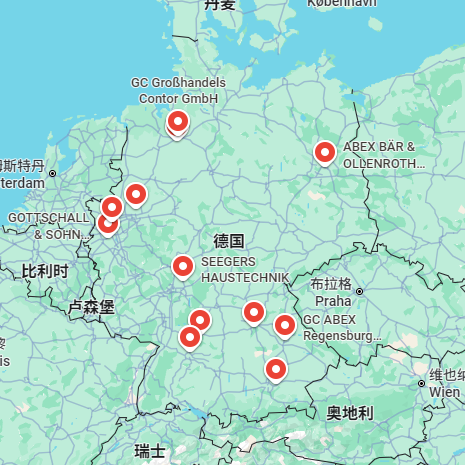 丹麦
København
GC Großhandels
Contor GmbH
ABEX BÄR &
OLLENROTH...
姆斯特丹
terdam
GOTTSCHALL
& SOHN...
德国
比利时
SEEGERS
HAUSTECHNIK
布拉格
Praha
卢森堡
GC ABEX
Regensburg...
is
维也纳
Wien
奥地利
瑞士